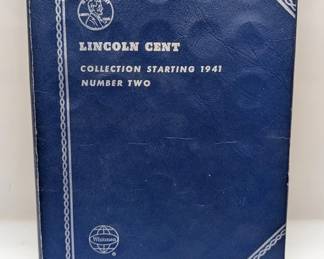 LINCOLN CENT
COLLECTION STARTING 1941
NUMBER TWO
Whitman